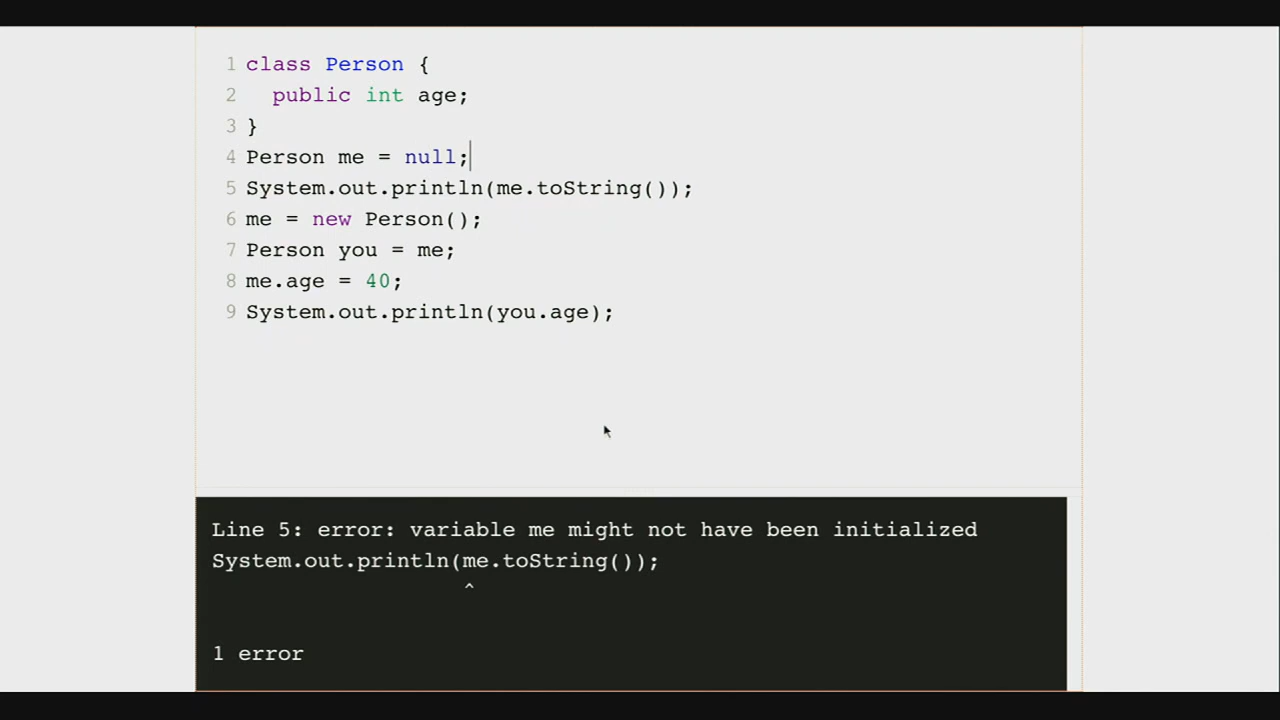 1 class Person {
2   public int age;
3 }
4 Person me = null;
5 System.out.println(me.toString());
6 me = new Person();
7 Person you = me;
8 me.age = 40;
9 System.out.println(you.age);
Line 5: error: variable me might not have been initialized
System.out.println(me.toString());
^
1 error